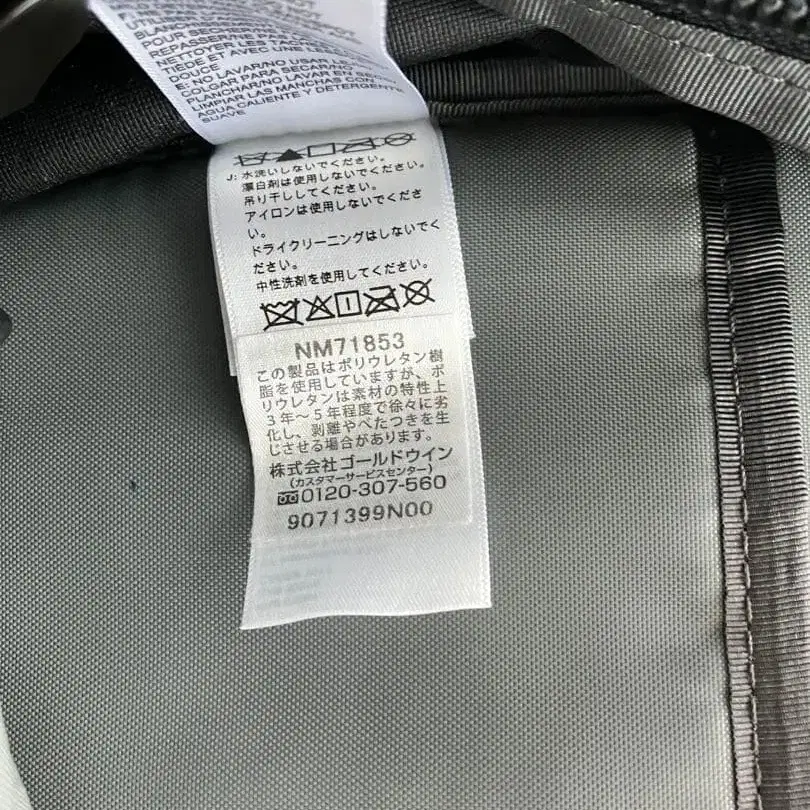 BLANCHIMENT
POUR SÉC
REPASSER/NE PAS
NETTOYER LES
TIÈDE ET AVEC UNE LES
DOUCE
E: NO LAVAR/NO USAR LE
COLGAR PARA SECAR/NO
PLANCHAR/NO LAVAR EN SE
LIMPIAR LAS MANCHAS CON
AGUA CALIENTE Y DETERGENTE
SUAVE
J: 水洗いしないでください。
漂白剤は使用しないでください。
吊り干ししてください。
アイロンは使用しないでくださ
い。
ドライクリーニングはしないでく
ださい。
中性洗剤を使用してください。
NM71853
この製品はポリウレタン樹
脂を使用していますが、ポ
リウレタンは素材の特性上
3年〜5年程度で徐々に劣
化し、剥離やべたつきを生
じさせる場合があります。
株式会社ゴールドウイン
(カスタマーサービスセンター)
0120-307-560
9071399N00